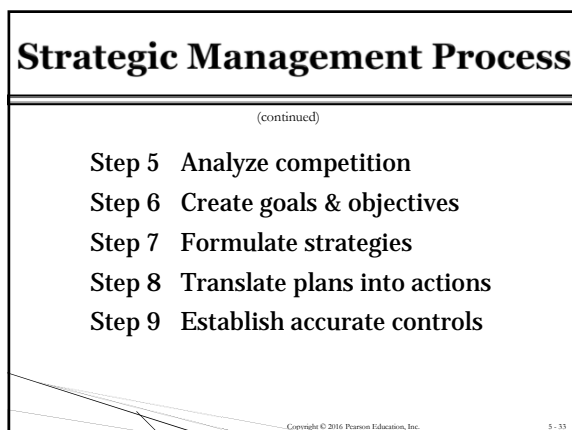 Strategic Management Process
(continued)
Step 5 Analyze competition
Step 6 Create goals & objectives
Step 7 Formulate strategies
Step 8 Translate plans into actions
Step 9 Establish accurate controls
Copyright © 2016 Pearson Education, Inc. 5 - 33